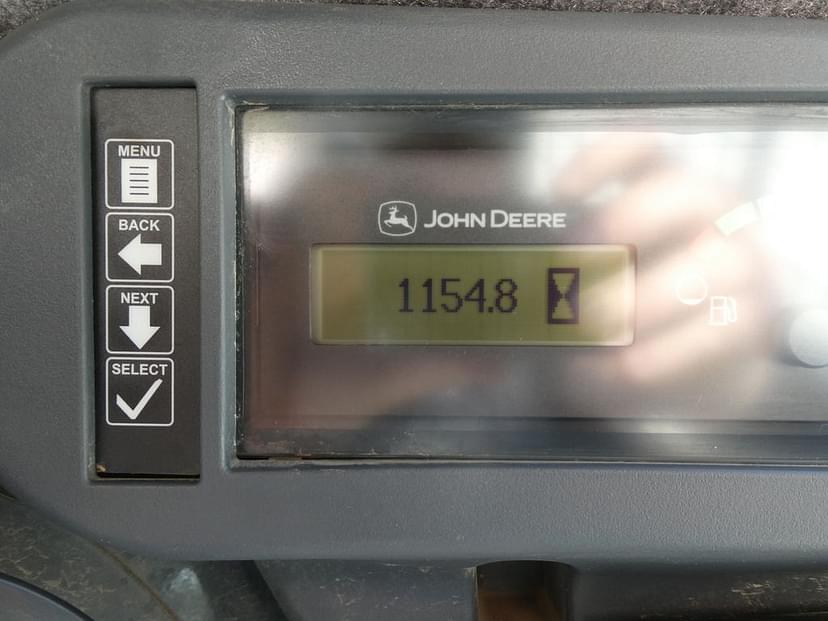 MENU
BACK
NEXT
SELECT
JOHN DEERE
1154.8